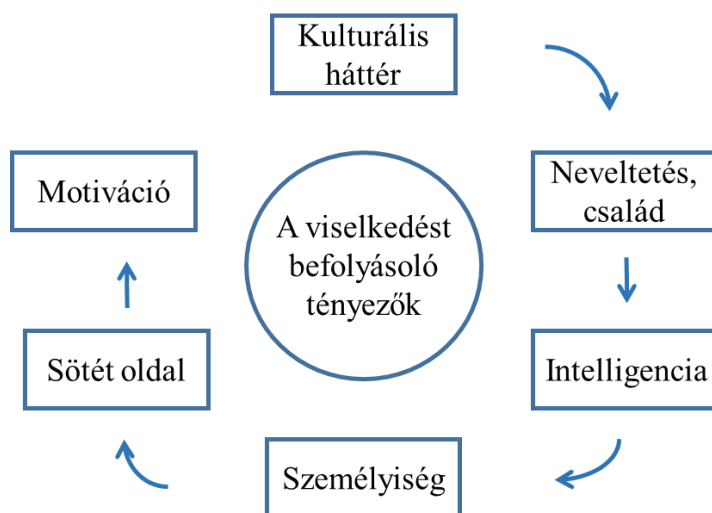 Kulturális
háttér
Neveltetés,
család
Intelligencia
Személyiség
Sötét oldal
Motiváció
A viselkedést
befolyásoló
tényezők